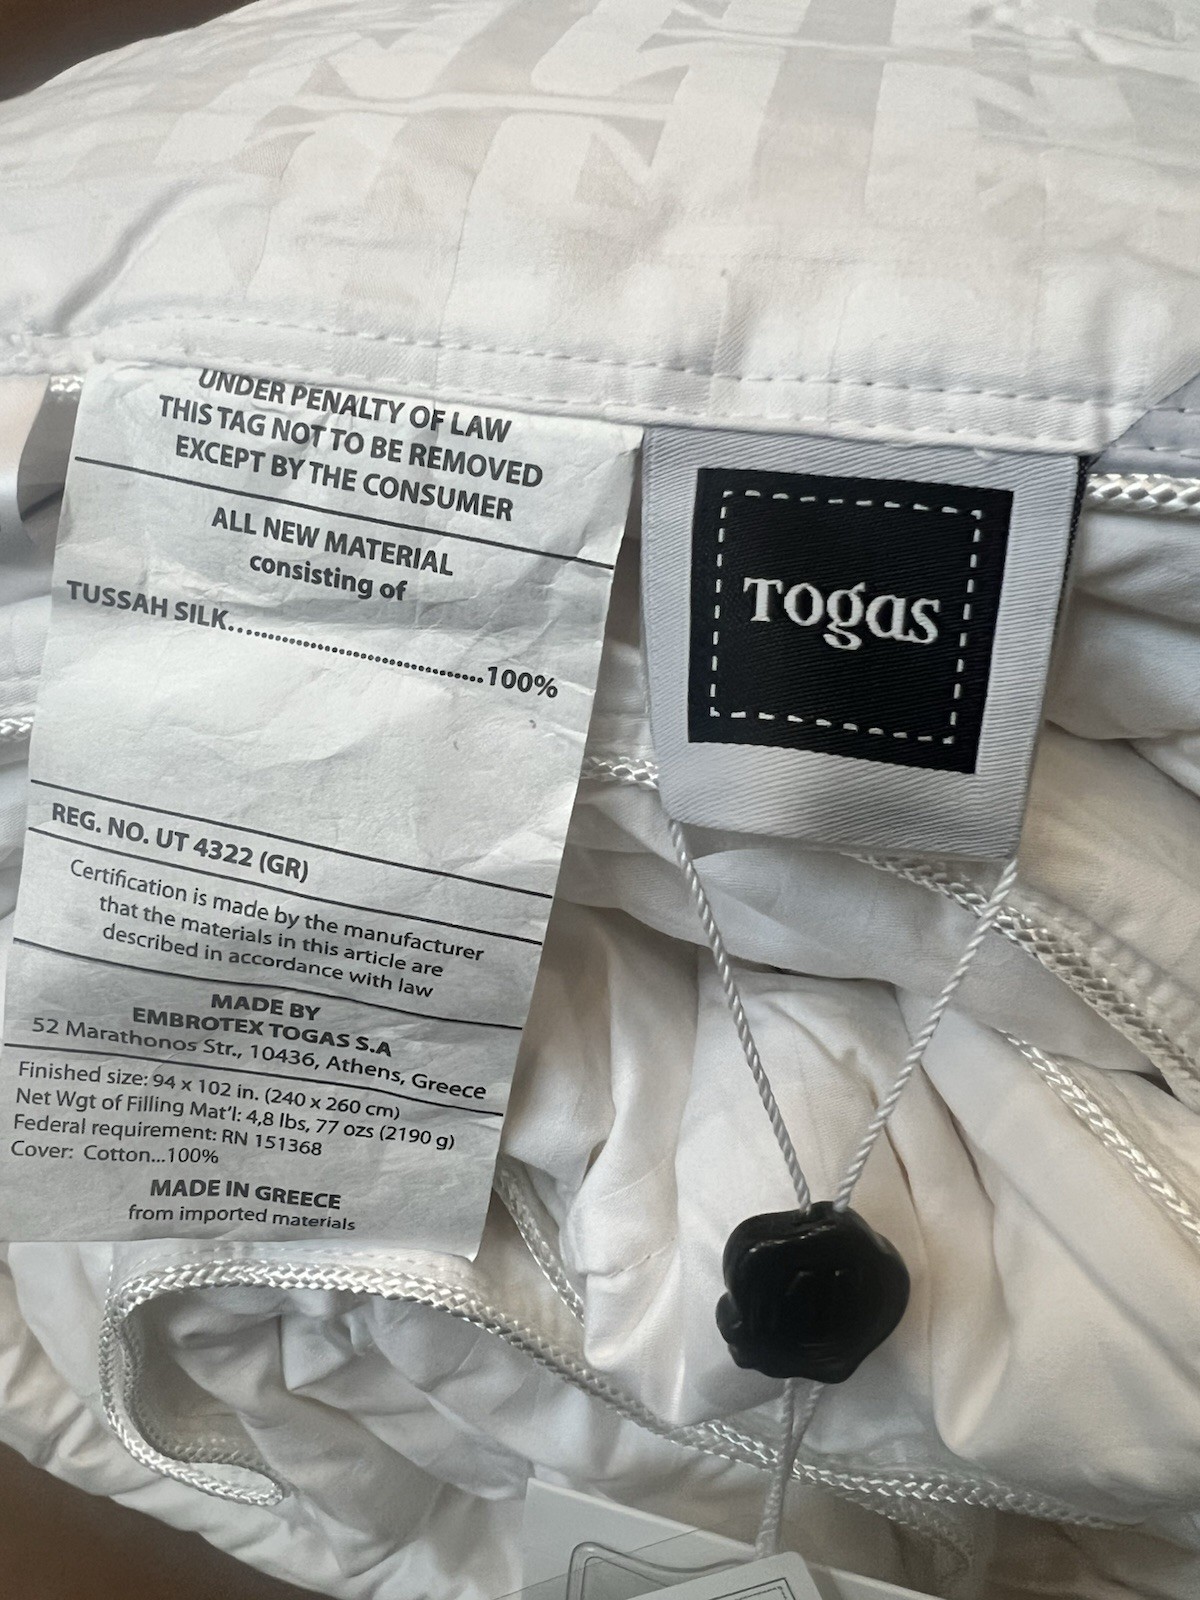 UNDER PENALTY OF LAW
THIS TAG NOT TO BE REMOVED
EXCEPT BY THE CONSUMER
ALL NEW MATERIAL
consisting of
TUSSAH SILK..............................................100%
REG. NO. UT 4322 (GR)
Certification is made by the manufacturer
that the materials in this article are
described in accordance with law
MADE BY
EMBROTEX TOGAS S.A
52 Marathonos Str., 10436, Athens, Greece
Finished size: 94 x 102 in. (240 x 260 cm)
Net Wgt of Filling Mat'l: 4,8 lbs, 77 ozs (2190 g)
Federal requirement: RN 151368
Cover: Cotton...100%
MADE IN GREECE
from imported materials
Togas